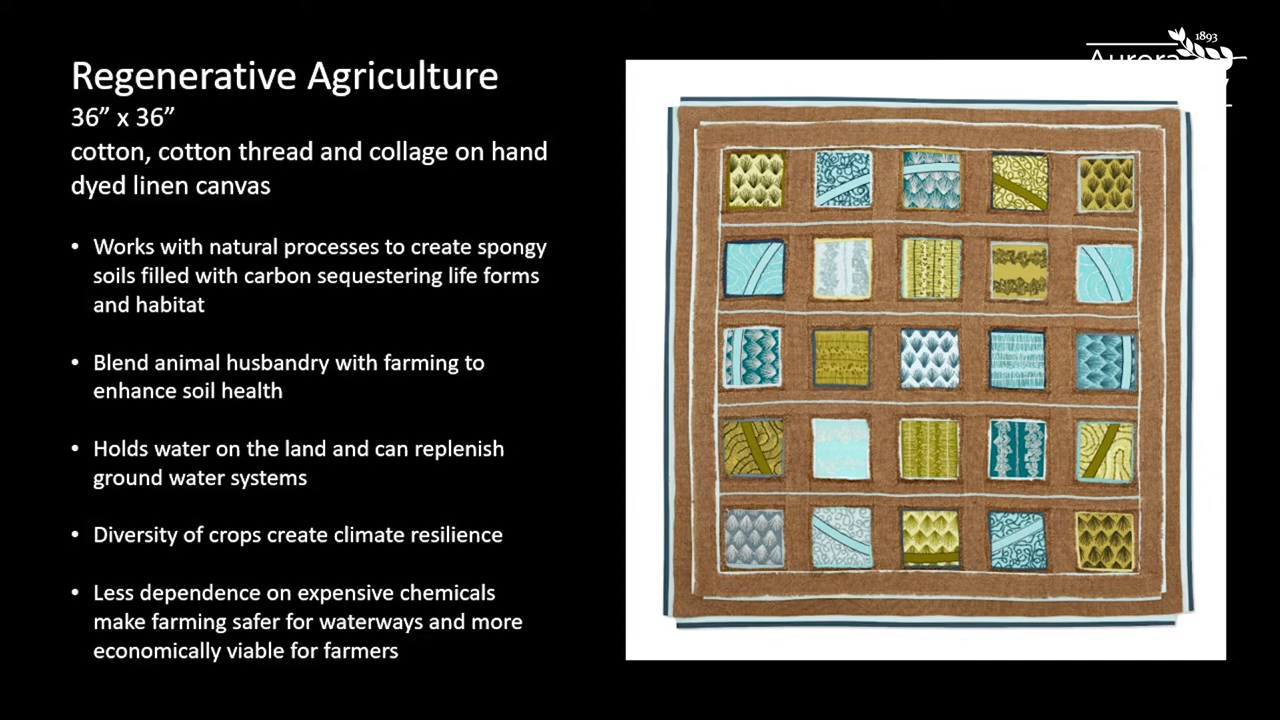 Regenerative Agriculture
36” x 36”
cotton, cotton thread and collage on hand
dyed linen canvas
• Works with natural processes to create spongy
soils filled with carbon sequestering life forms
and habitat
• Blend animal husbandry with farming to
enhance soil health
• Holds water on the land and can replenish
ground water systems
• Diversity of crops create climate resilience
• Less dependence on expensive chemicals
make farming safer for waterways and more
economically viable for farmers
1893
Aurora